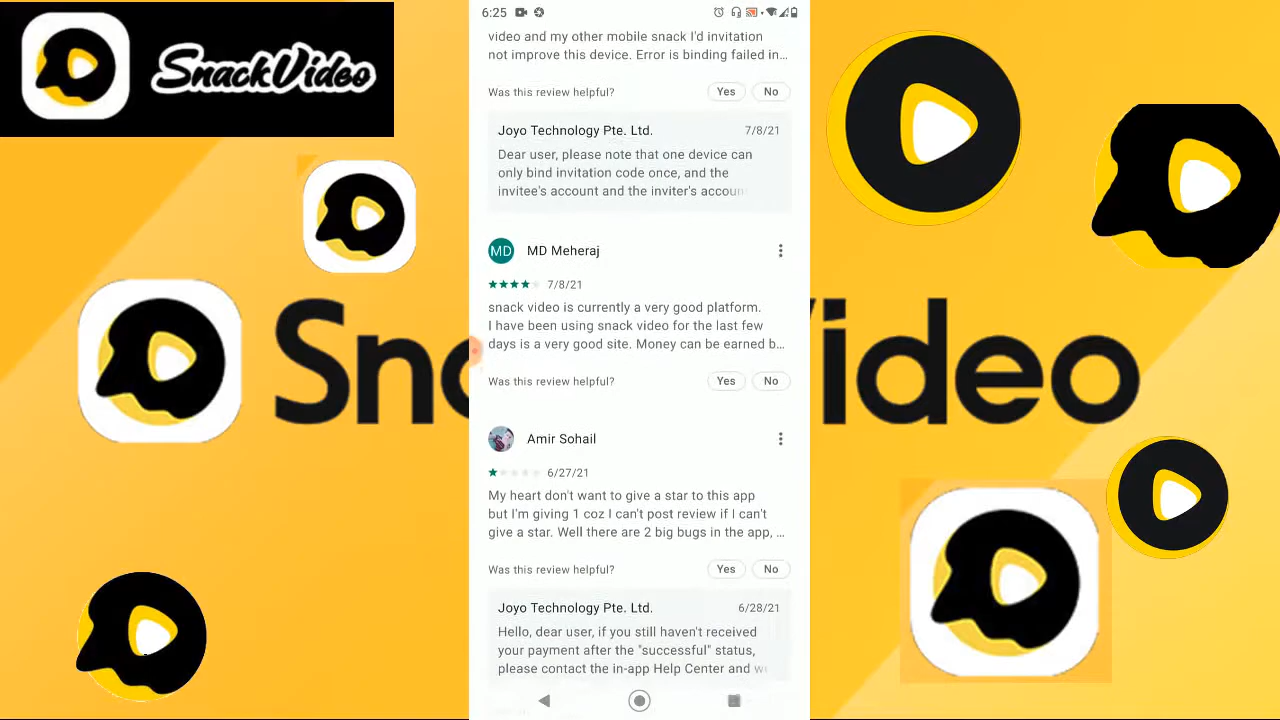 SnackVideo
Sna
Video
6:25
video and my other mobile snack I'd invitation
not improve this device. Error is binding failed in...
Was this review helpful?
Yes
No
Joyo Technology Pte. Ltd.
7/8/21
Dear user, please note that one device can
only bind invitation code once, and the
invitee's account and the inviter's accoun
MD
MD Meheraj
7/8/21
snack video is currently a very good platform.
I have been using snack video for the last few
days is a very good site. Money can be earned b...
Was this review helpful?
Yes
No
Amir Sohail
6/27/21
My heart don't want to give a star to this app
but I'm giving 1 coz I can't post review if I can't
give a star. Well there are 2 big bugs in the app, ...
Was this review helpful?
Yes
No
Joyo Technology Pte. Ltd.
6/28/21
Hello, dear user, if you still haven't received
your payment after the "successful" status,
please contact the in-app Help Center and we